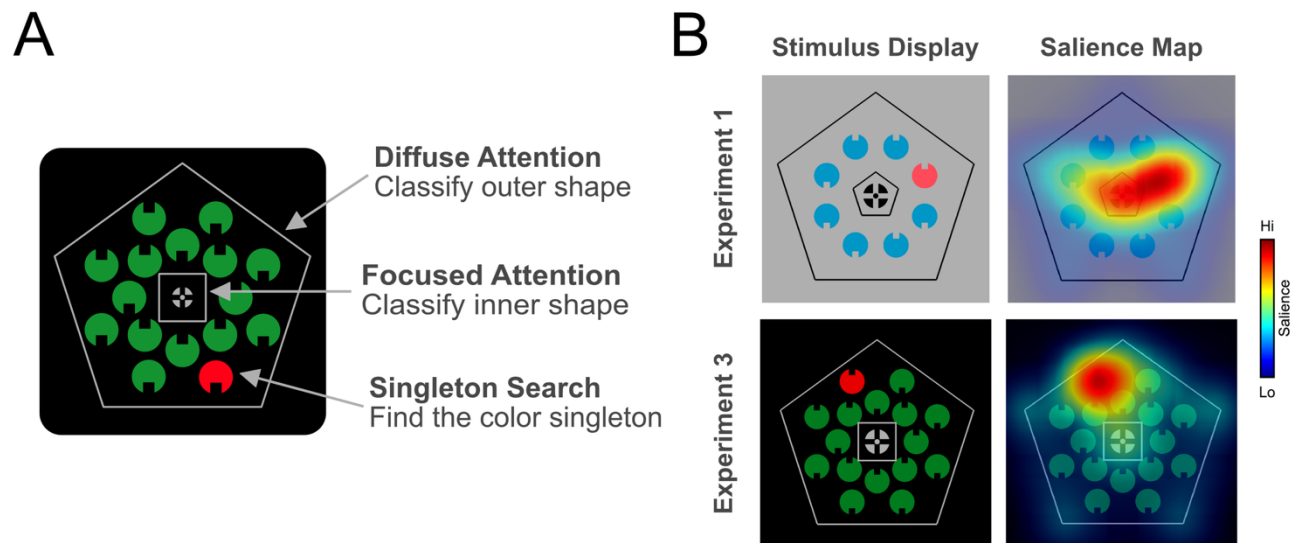 A
Diffuse Attention
Classify outer shape
Focused Attention
Classify inner shape
Singleton Search
Find the color singleton
B
Stimulus Display
Salience Map
Experiment 1
Experiment 3
Hi
Salience
Lo